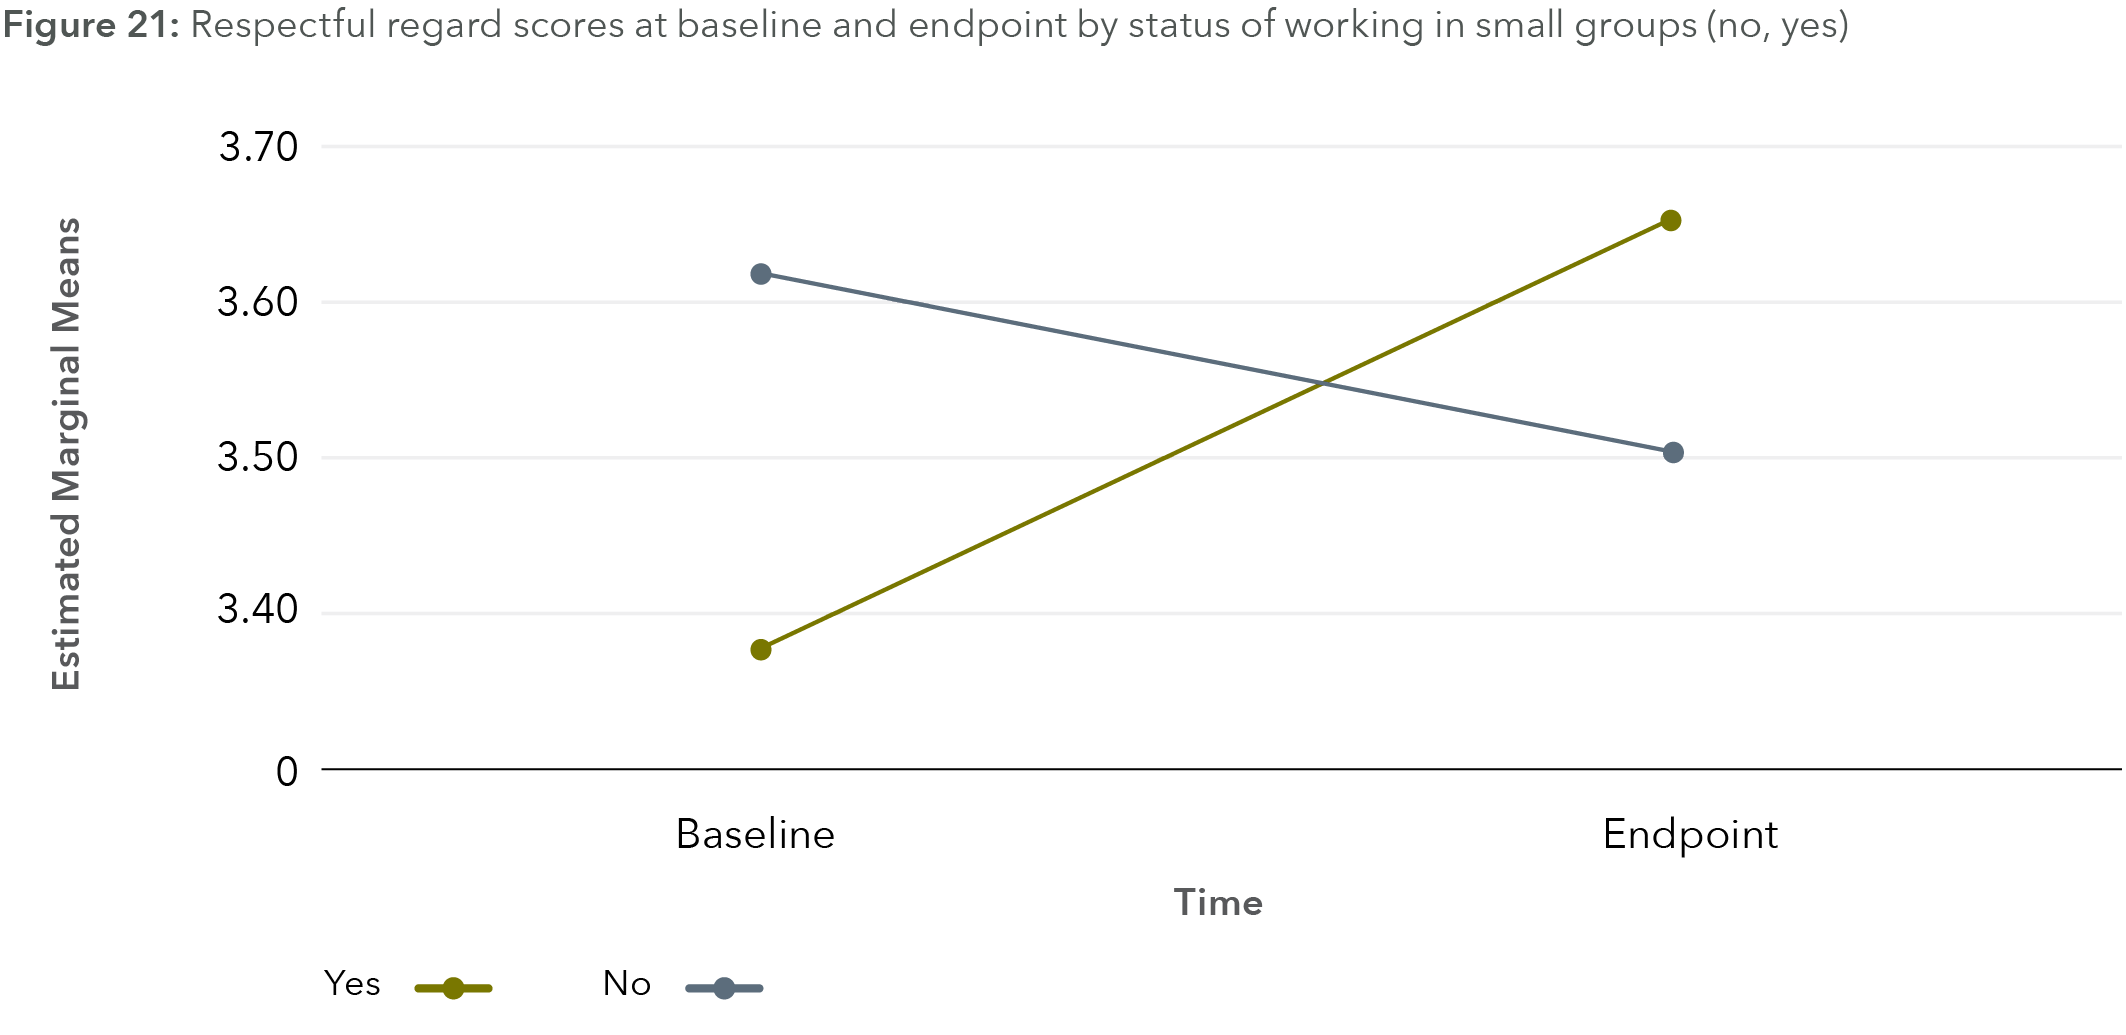 Figure 21: Respectful regard scores at baseline and endpoint by status of working in small groups (no, yes)
3.70
3.60
3.50
3.40
0
Estimated Marginal Means
Baseline
Endpoint
Time
Yes
No